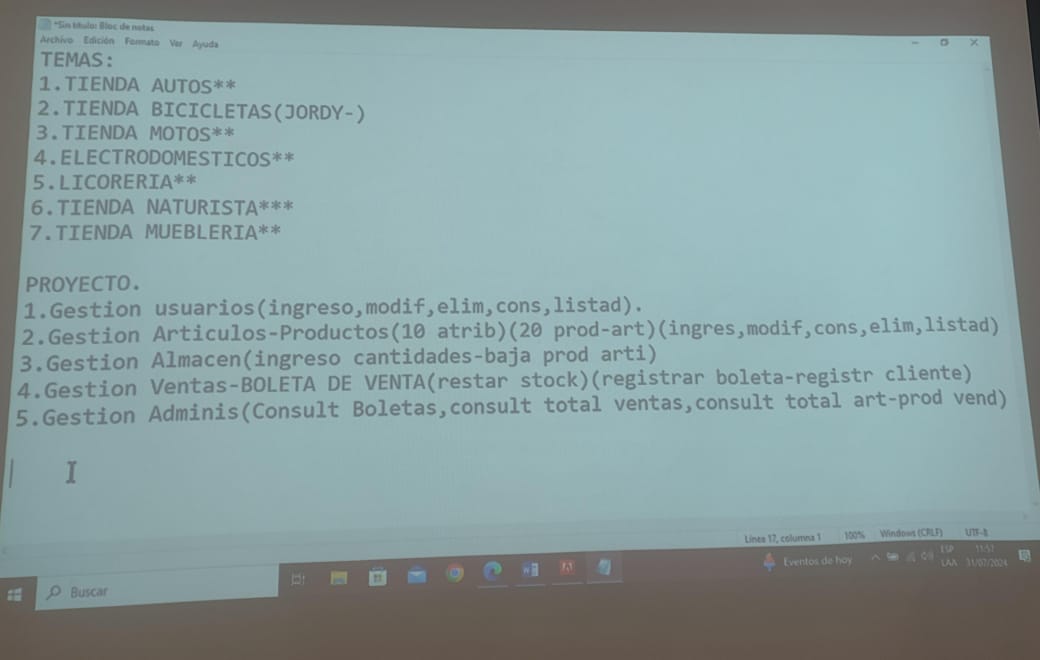 *Sin título: Bloc de notas
Archivo Edición Formato Ver Ayuda
TEMAS:
1.TIENDA AUTOS**
2.TIENDA BICICLETAS(JORDY-)
3.TIENDA MOTOS**
4.ELECTRODOMESTICOS**
5.LICORERIA**
6.TIENDA NATURISTA***
7.TIENDA MUEBLERIA**
PROYECTO.
1.Gestion usuarios(ingreso,modif,elim,cons,listad).
2.Gestion Articulos-Productos(10 atrib)(20 prod-art)(ingres,modif,cons,elim,listad)
3.Gestion Almacen(ingreso cantidades-baja prod arti)
4.Gestion Ventas-BOLETA DE VENTA(restar stock)(registrar boleta-registr cliente)
5.Gestion Adminis(Consult Boletas,consult total ventas,consult total art-prod vend)
Línea 17, columna 1 100% Windows (CRLF) UTF-8
Buscar
Eventos de hoy
ESP 11:57
LAA 31/07/2024